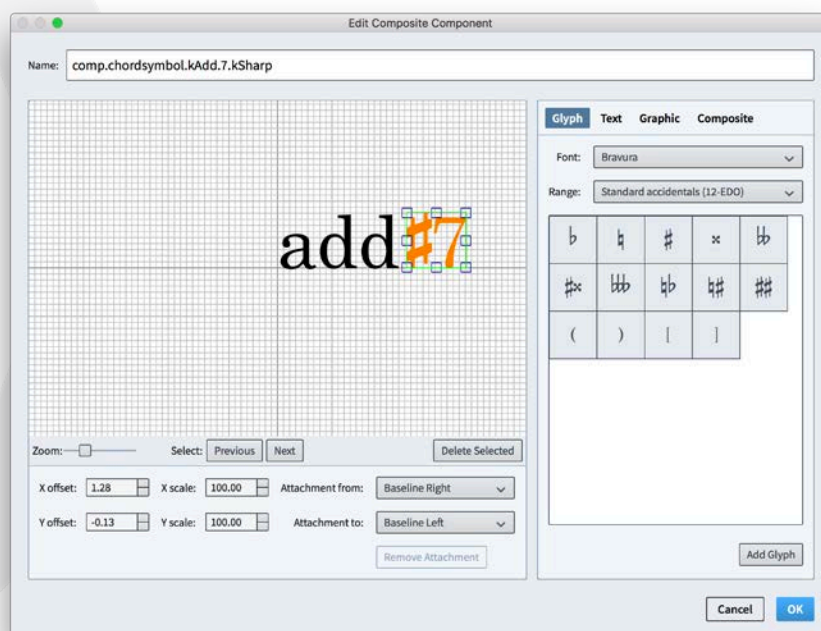 Edit Composite Component
Name: comp.chordsymbol.kAdd.7.kSharp
add♯7
Zoom: Select: Previous Next Delete Selected
X offset: 1.28 X scale: 100.00 Attachment from: Baseline Right
Y offset: -0.13 Y scale: 100.00 Attachment to: Baseline Left
Remove Attachment
Glyph Text Graphic Composite
Font: Bravura
Range: Standard accidentals (12-EDO)
♭ ♮ ♯ 𝄪 𝄫
♯𝄪 ♭♭♭ ♮♭ ♮♯ ♯♯
( ) [ ]
Add Glyph
Cancel OK